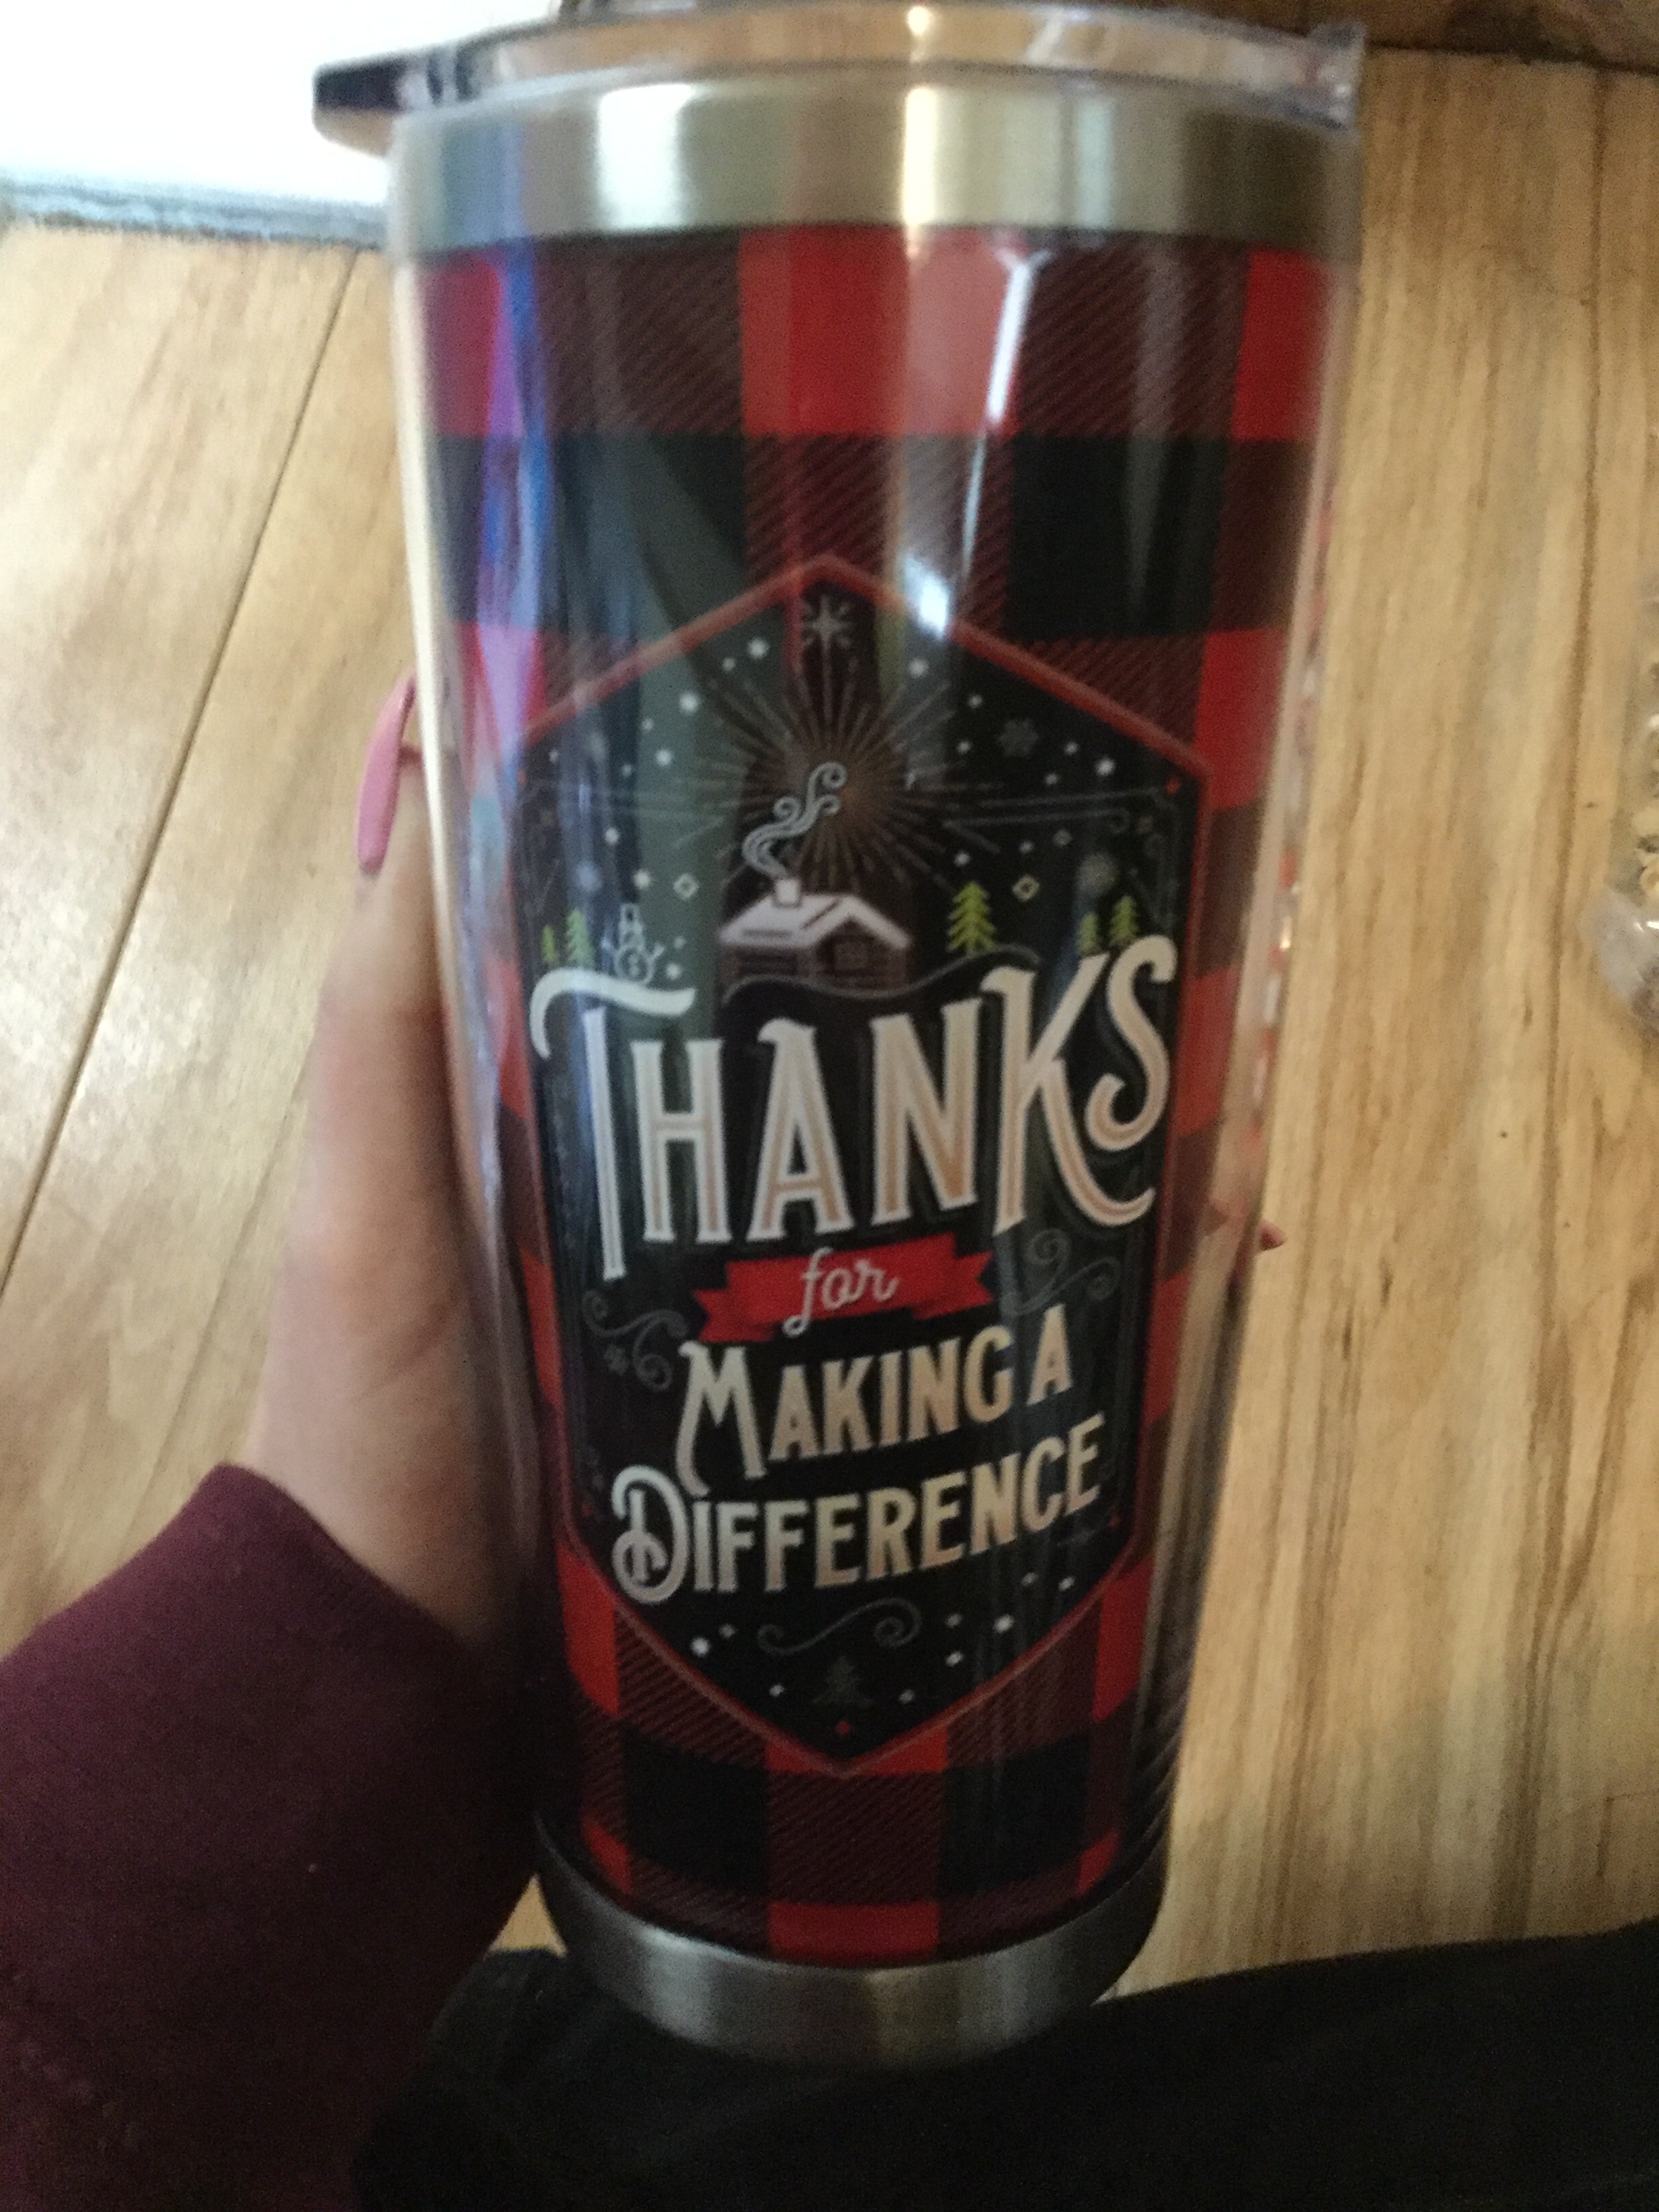 THANKS
for
MAKING A
DIFFERENCE